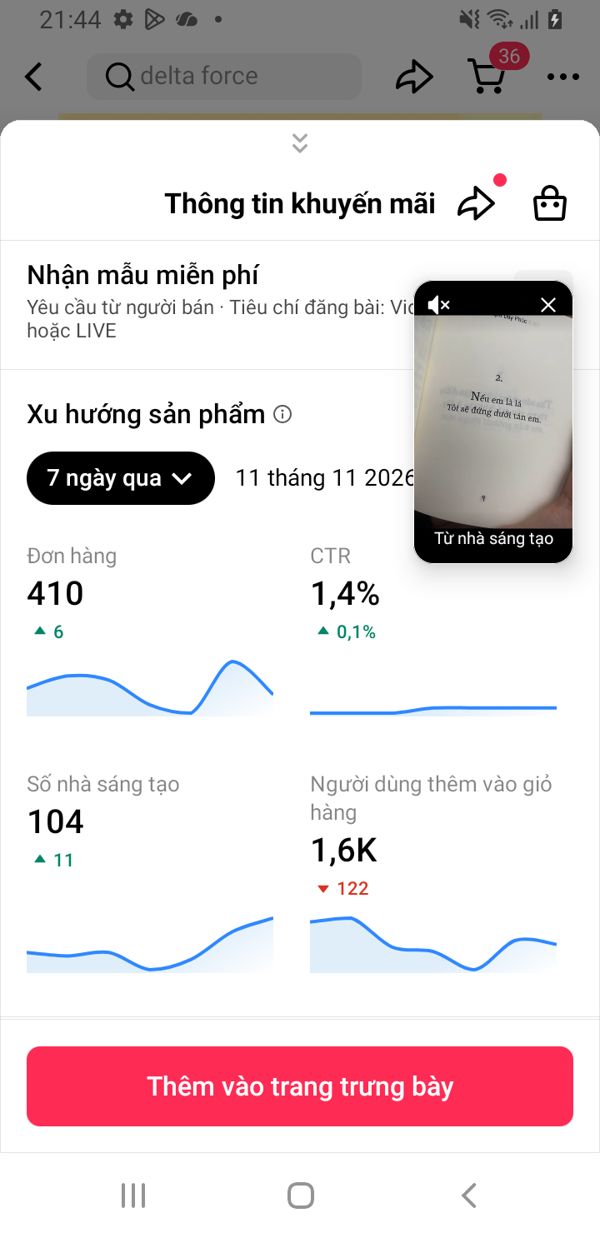 21:44
delta force
36
Thông tin khuyến mãi
Nhận mẫu miễn phí
Yêu cầu từ người bán · Tiêu chí đăng bài:
hoặc LIVE
2.
Nếu em là lá
Tôi sẽ đứng dưới tán em.
Từ nhà sáng tạo
Xu hướng sản phẩm
7 ngày qua
11 tháng 11 2026
Đơn hàng
410
6
CTR
1,4%
0,1%
Số nhà sáng tạo
104
11
Người dùng thêm vào giỏ
hàng
1,6K
122
Thêm vào trang trưng bày